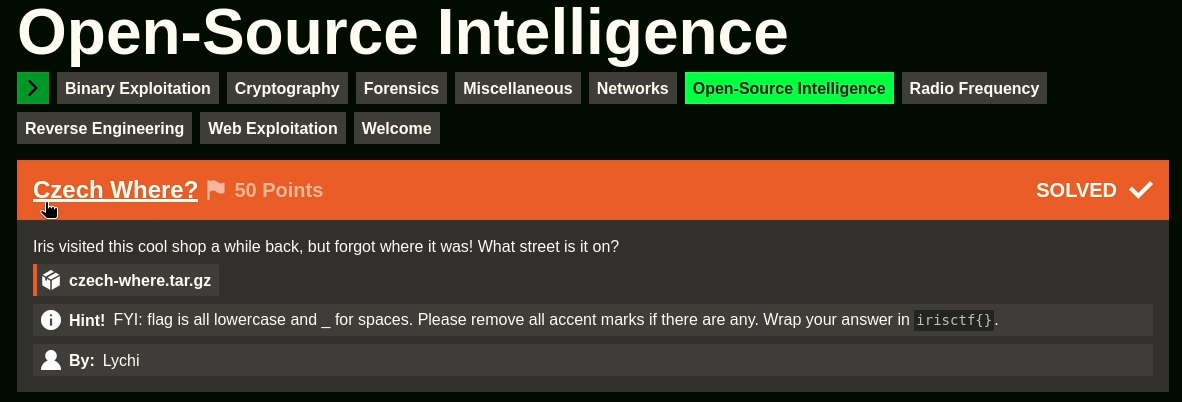 Open-Source Intelligence
Binary Exploitation Cryptography Forensics Miscellaneous Networks Open-Source Intelligence Radio Frequency
Reverse Engineering Web Exploitation Welcome
Czech Where? 50 Points SOLVED
Iris visited this cool shop a while back, but forgot where it was! What street is it on?
czech-where.tar.gz
Hint! FYI: flag is all lowercase and _ for spaces. Please remove all accent marks if there are any. Wrap your answer in irisctf{}.
By: Lychi